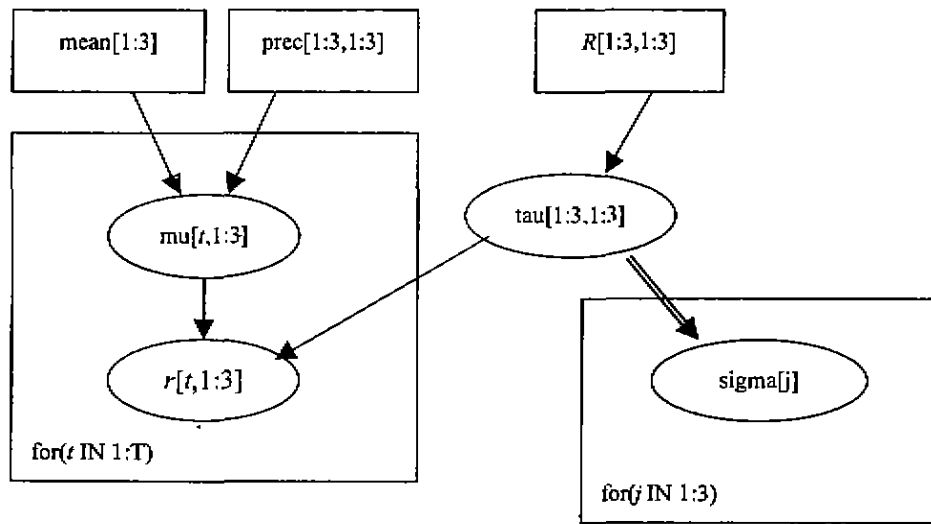 mean[1:3]
prec[1:3,1:3]
R[1:3,1:3]
mu[t,1:3]
tau[1:3,1:3]
r[t,1:3]
sigma[j]
for(t IN 1:T)
for(j IN 1:3)